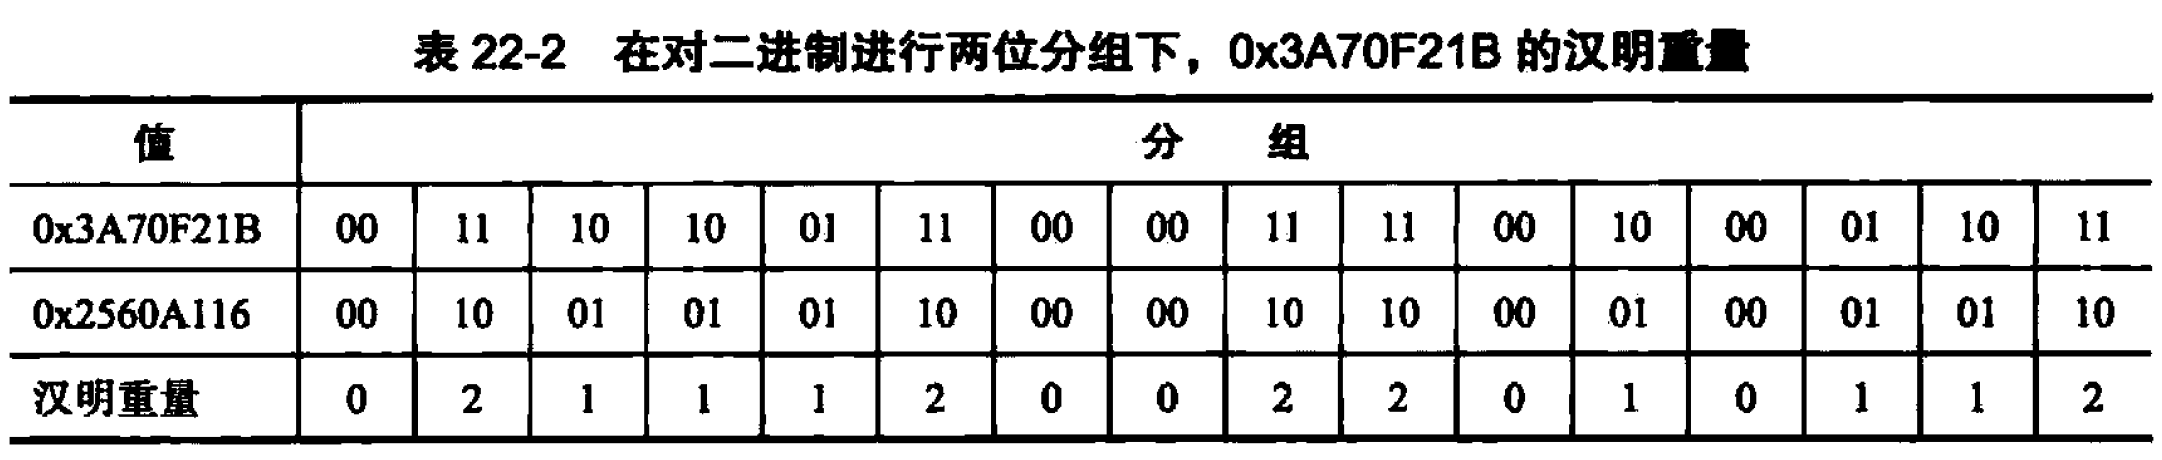 表 22-2 在对二进制进行两位分组下，0x3A70F21B 的汉明重量
值 分 组
0x3A70F21B 00 11 10 10 01 11 00 00 11 11 00 10 00 01 10 11
0x2560A116 00 10 01 01 01 10 00 00 10 10 00 01 00 01 01 10
汉明重量 0 2 1 1 1 2 0 0 2 2 0 1 0 1 1 2